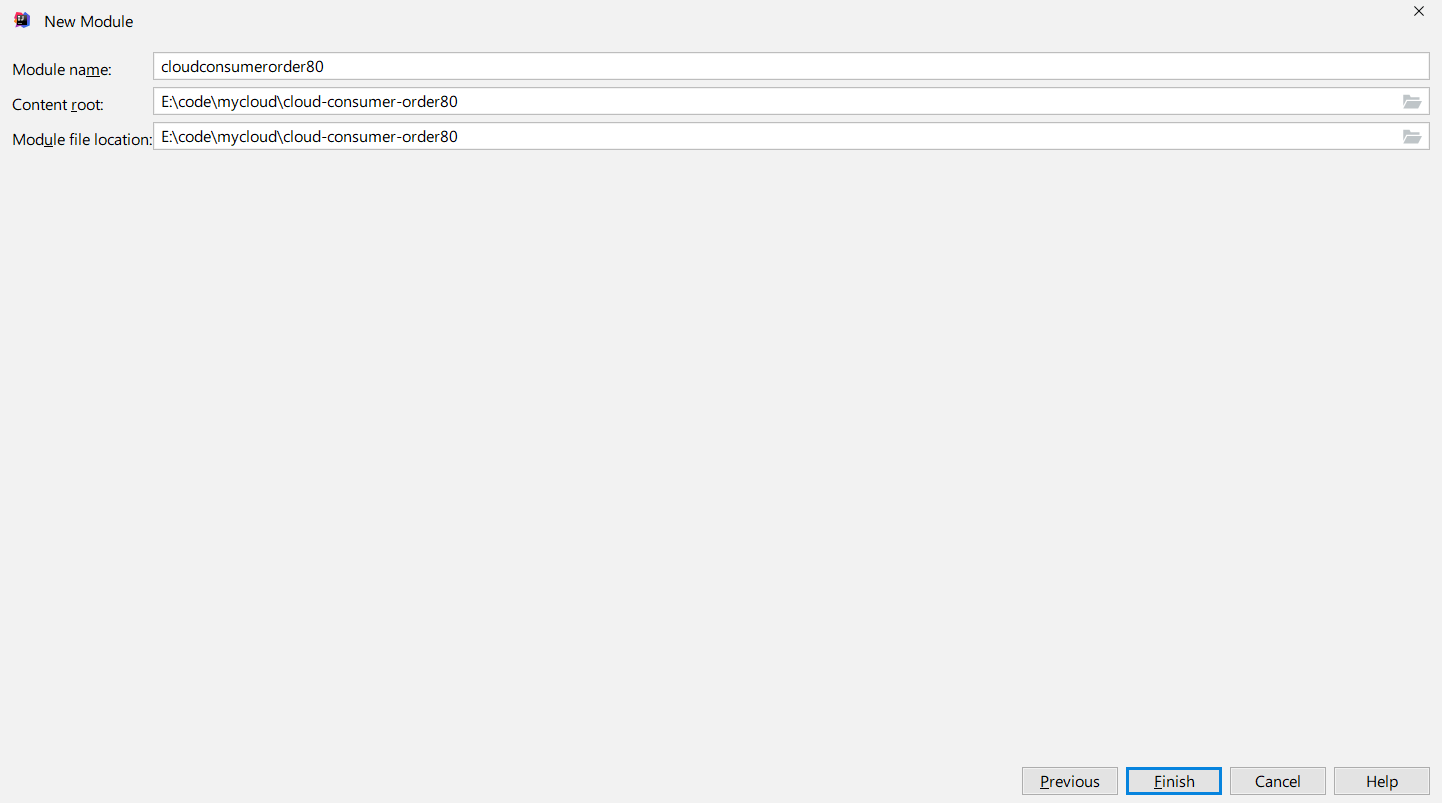 New Module
Module name: cloudconsumerorder80
Content root: E:\code\mycloud\cloud-consumer-order80
Module file location: E:\code\mycloud\cloud-consumer-order80
Previous Finish Cancel Help